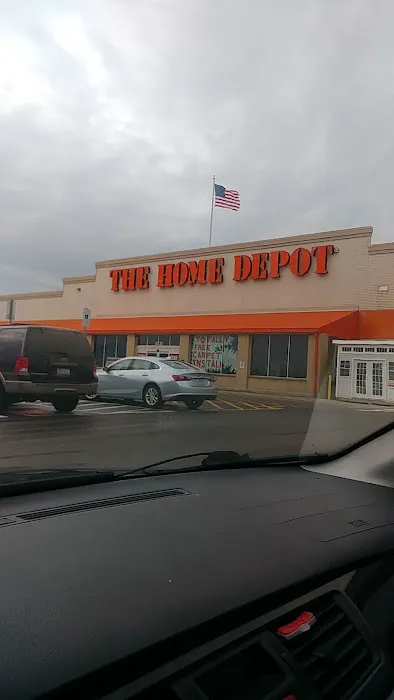 THE HOME DEPOT
TOTALLY
FREE
CARPET
INSTALL